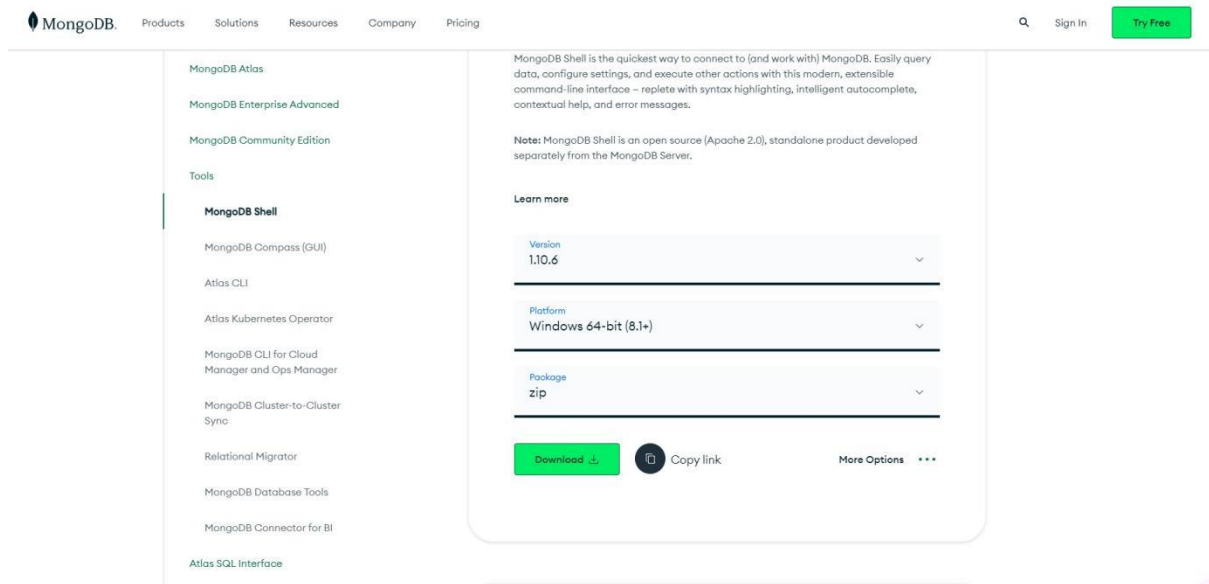 MongoDB.
Products
Solutions
Resources
Company
Pricing
Sign In
Try Free
MongoDB Atlas
MongoDB Enterprise Advanced
MongoDB Community Edition
Tools
MongoDB Shell
MongoDB Compass (GUI)
Atlas CLI
Atlas Kubernetes Operator
MongoDB CLI for Cloud
Manager and Ops Manager
MongoDB Cluster-to-Cluster
Sync
Relational Migrator
MongoDB Database Tools
MongoDB Connector for BI
Atlas SQL Interface
MongoDB Shell is the quickest way to connect to (and work with) MongoDB. Easily query
data, configure settings, and execute other actions with this modern, extensible
command-line interface — replete with syntax highlighting, intelligent autocomplete,
contextual help, and error messages.
Note: MongoDB Shell is an open source (Apache 2.0), standalone product developed
separately from the MongoDB Server.
Learn more
Version
1.10.6
Platform
Windows 64-bit (8.1+)
Package
zip
Download
Copy link
More Options